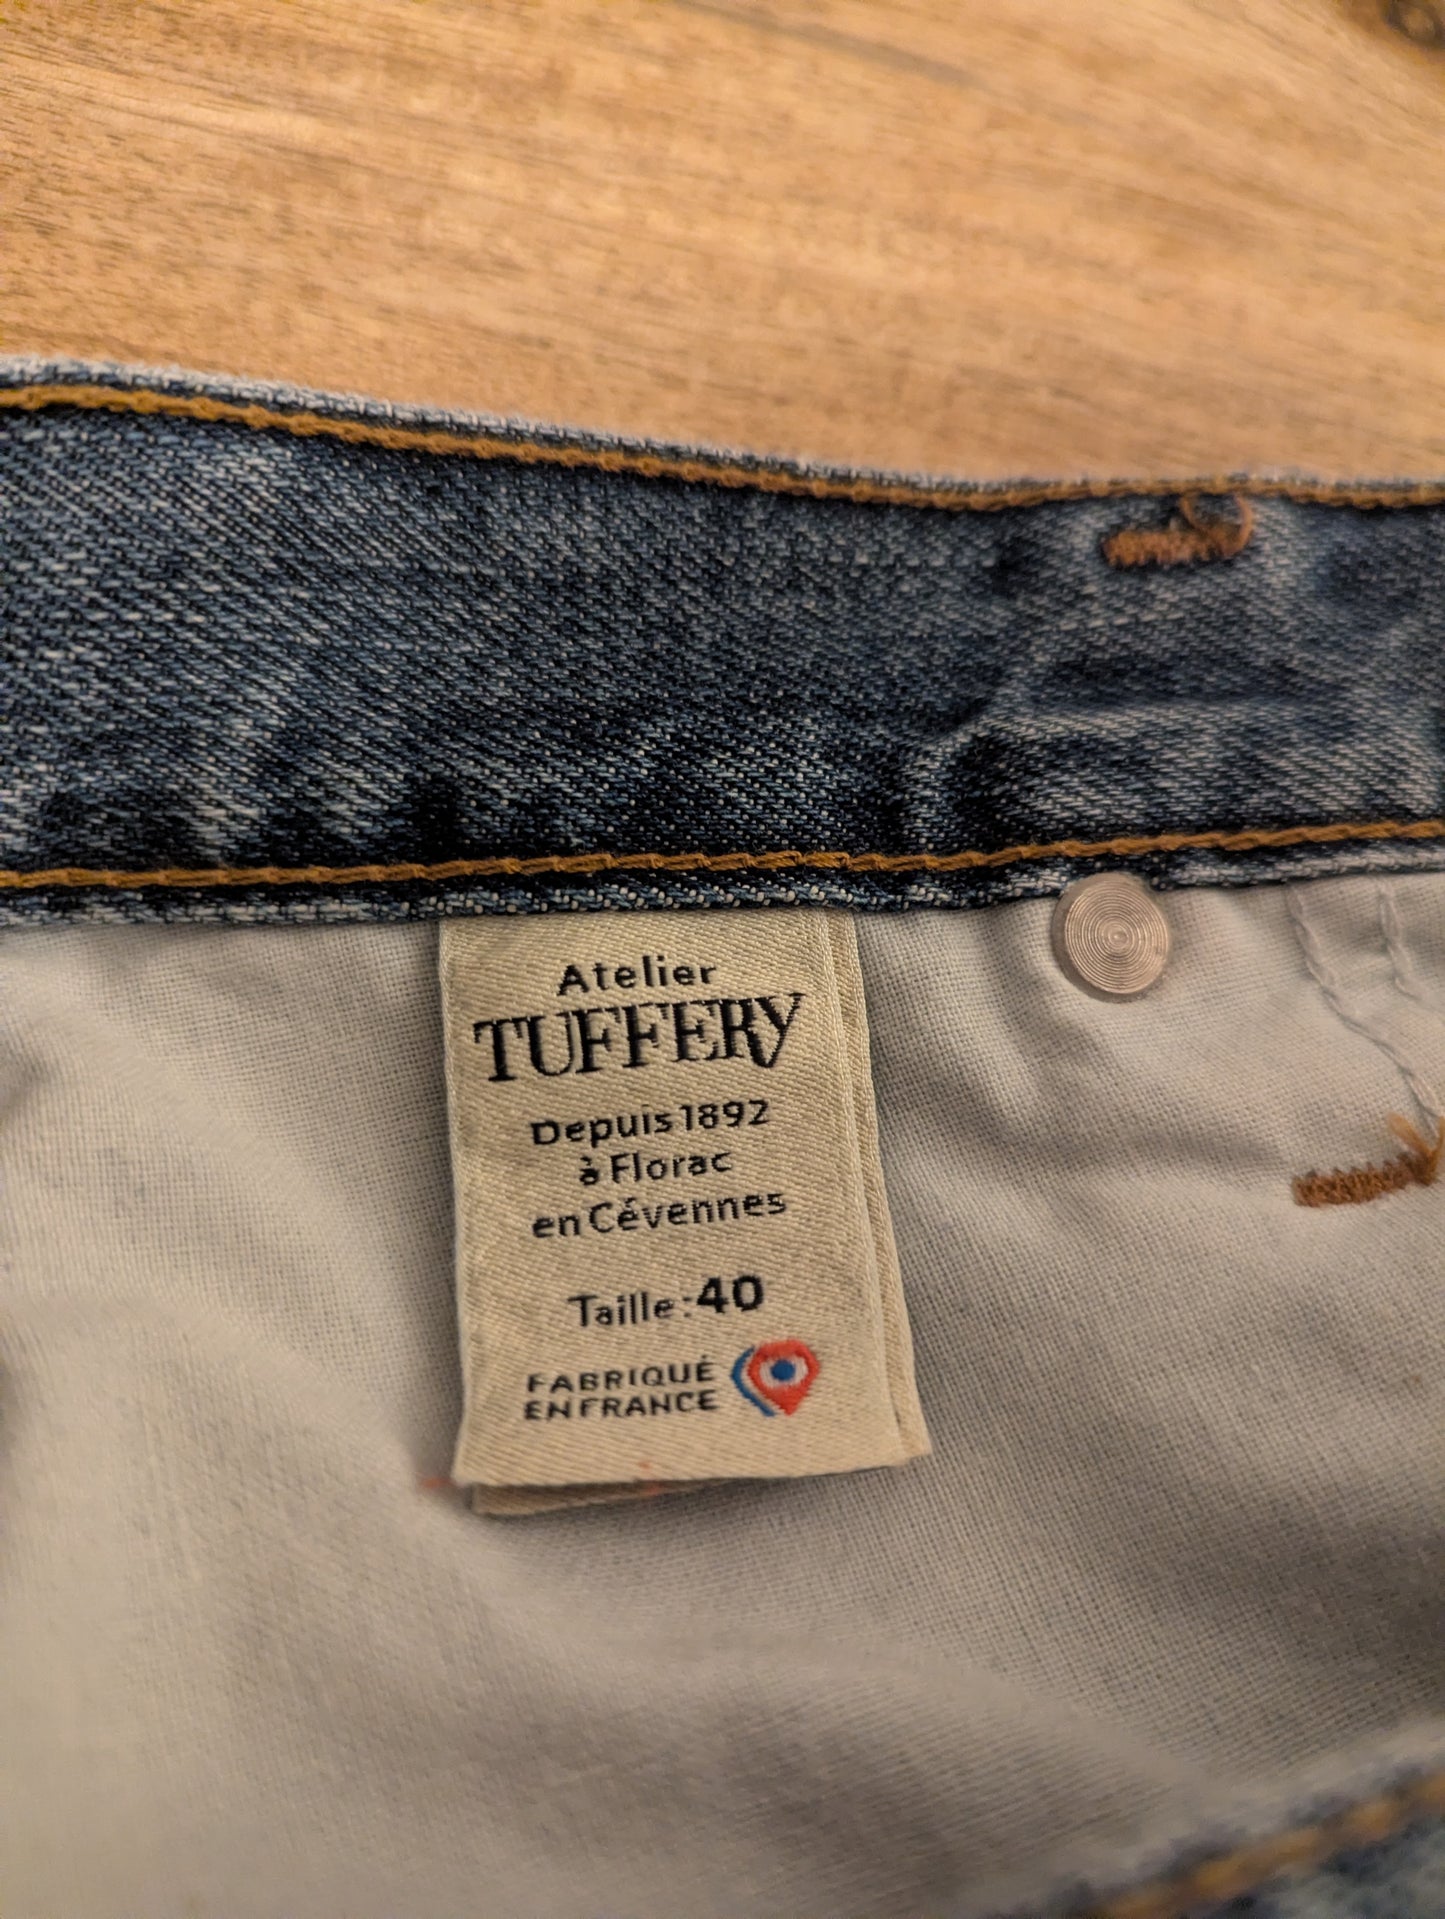 Atelier
TUFFERY
Depuis 1892
à Florac
en Cévennes
Taille: 40
FABRIQUÉ
EN FRANCE